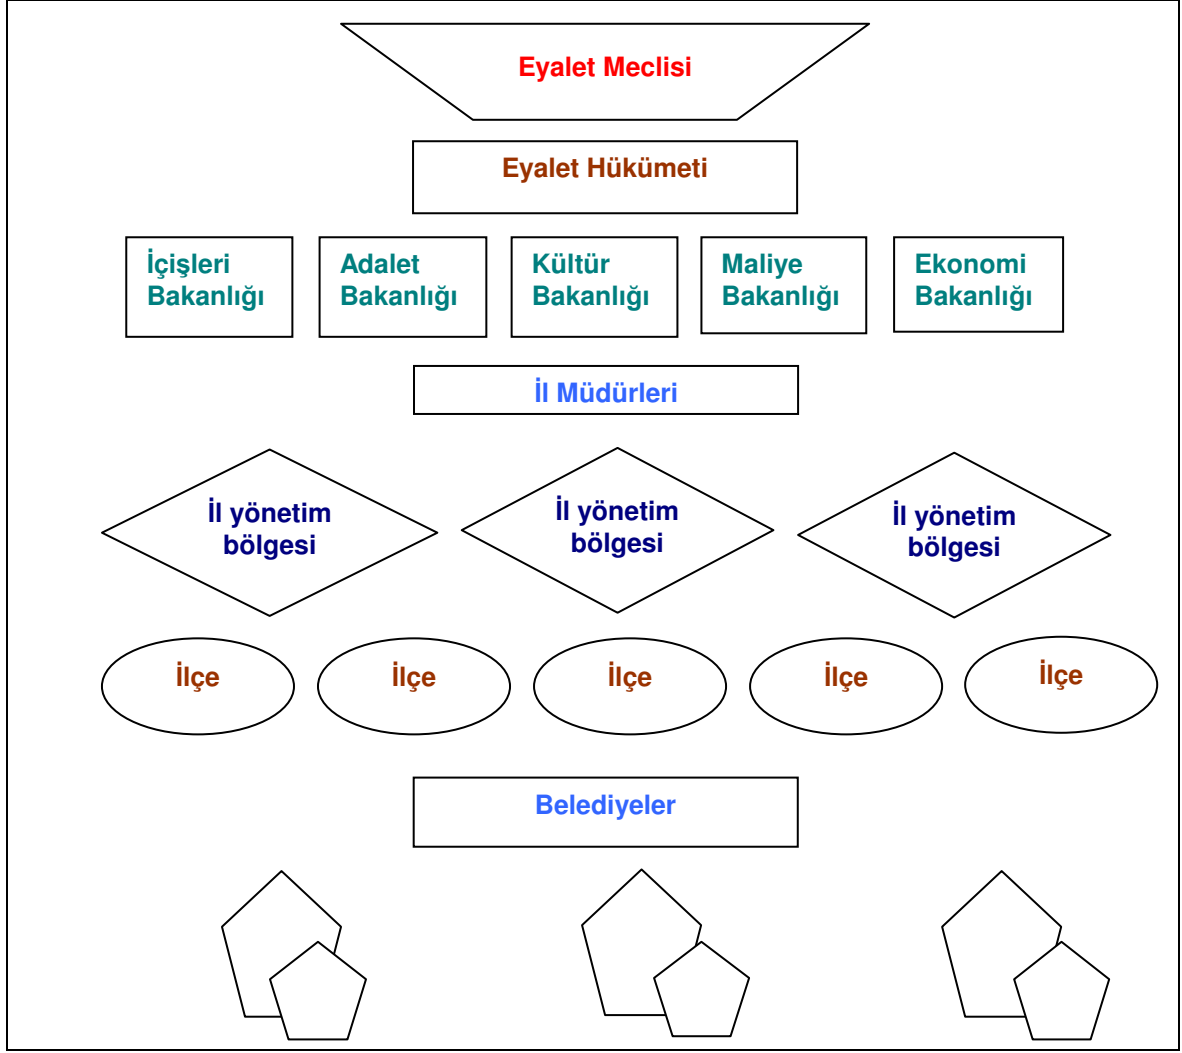 Eyalet Meclisi
Eyalet Hükümeti
İçişleri
Bakanlığı
Adalet
Bakanlığı
Kültür
Bakanlığı
Maliye
Bakanlığı
Ekonomi
Bakanlığı
İl Müdürleri
İl yönetim
bölgesi
İl yönetim
bölgesi
İl yönetim
bölgesi
İlçe
İlçe
İlçe
İlçe
İlçe
Belediyeler